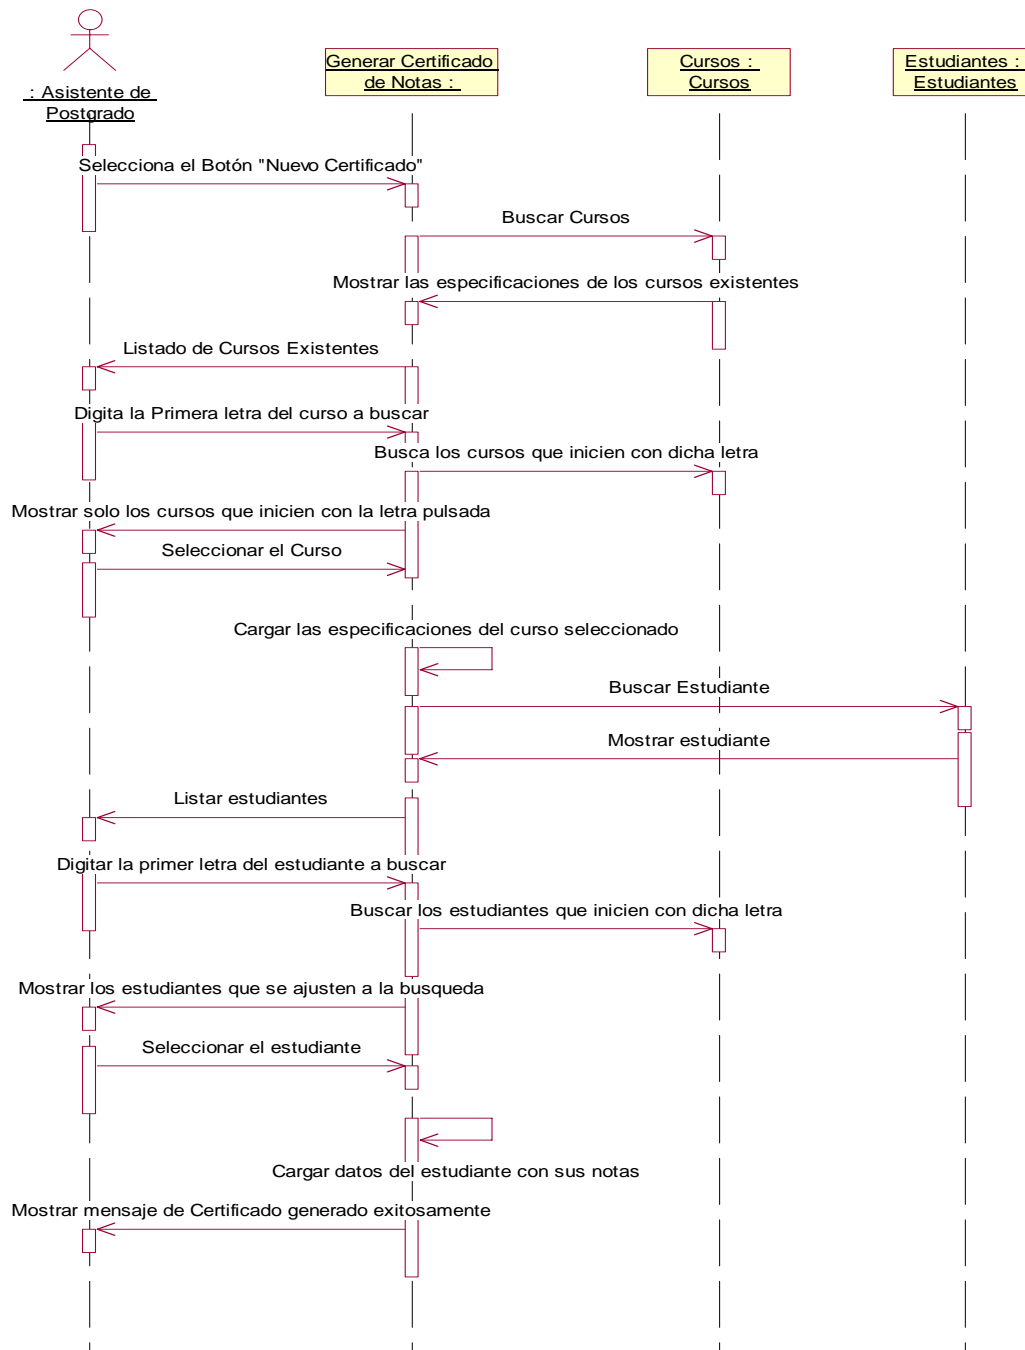 : Asistente de
Postgrado
Generar Certificado
de Notas :
Cursos :
Cursos
Estudiantes :
Estudiantes
Selecciona el Botón "Nuevo Certificado"
Buscar Cursos
Mostrar las especificaciones de los cursos existentes
Listado de Cursos Existentes
Digita la Primera letra del curso a buscar
Busca los cursos que inicien con dicha letra
Mostrar solo los cursos que inicien con la letra pulsada
Seleccionar el Curso
Cargar las especificaciones del curso seleccionado
Buscar Estudiante
Mostrar estudiante
Listar estudiantes
Digitar la primer letra del estudiante a buscar
Buscar los estudiantes que inicien con dicha letra
Mostrar los estudiantes que se ajusten a la busqueda
Seleccionar el estudiante
Cargar datos del estudiante con sus notas
Mostrar mensaje de Certificado generado exitosamente